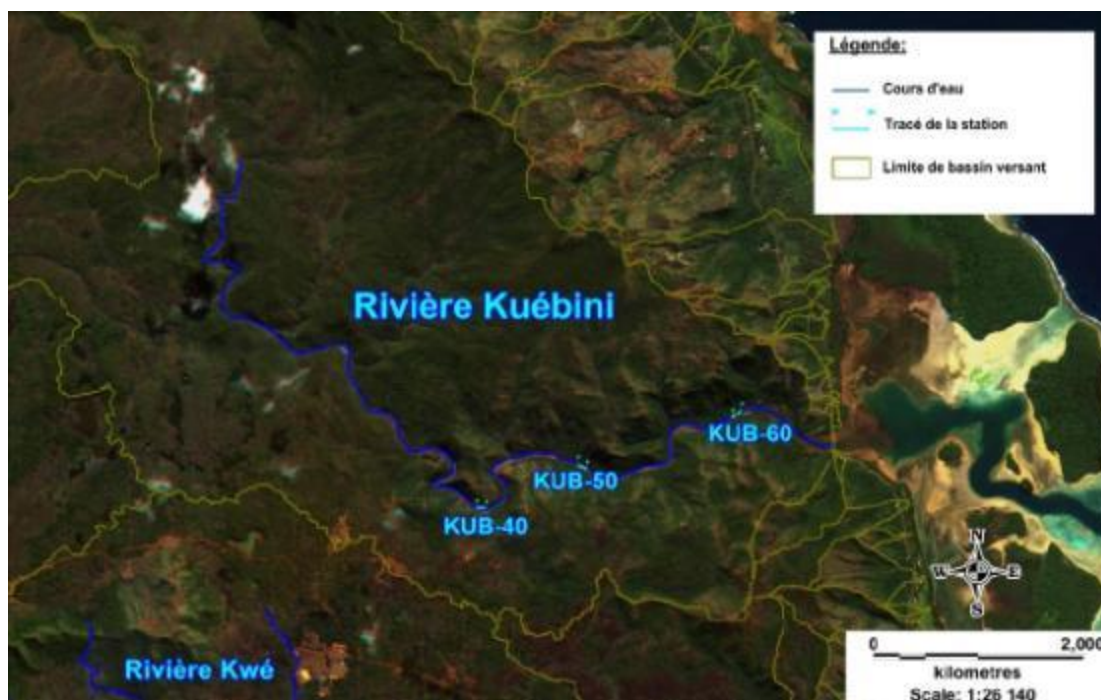 Légende:
Cours d'eau
Tracé de la station
Limite de bassin versant
Rivière Kuébini
KUB-60
KUB-50
KUB-40
N
W E
S
Rivière Kwé
0 2,000
kilometres
Scale: 1:26 140